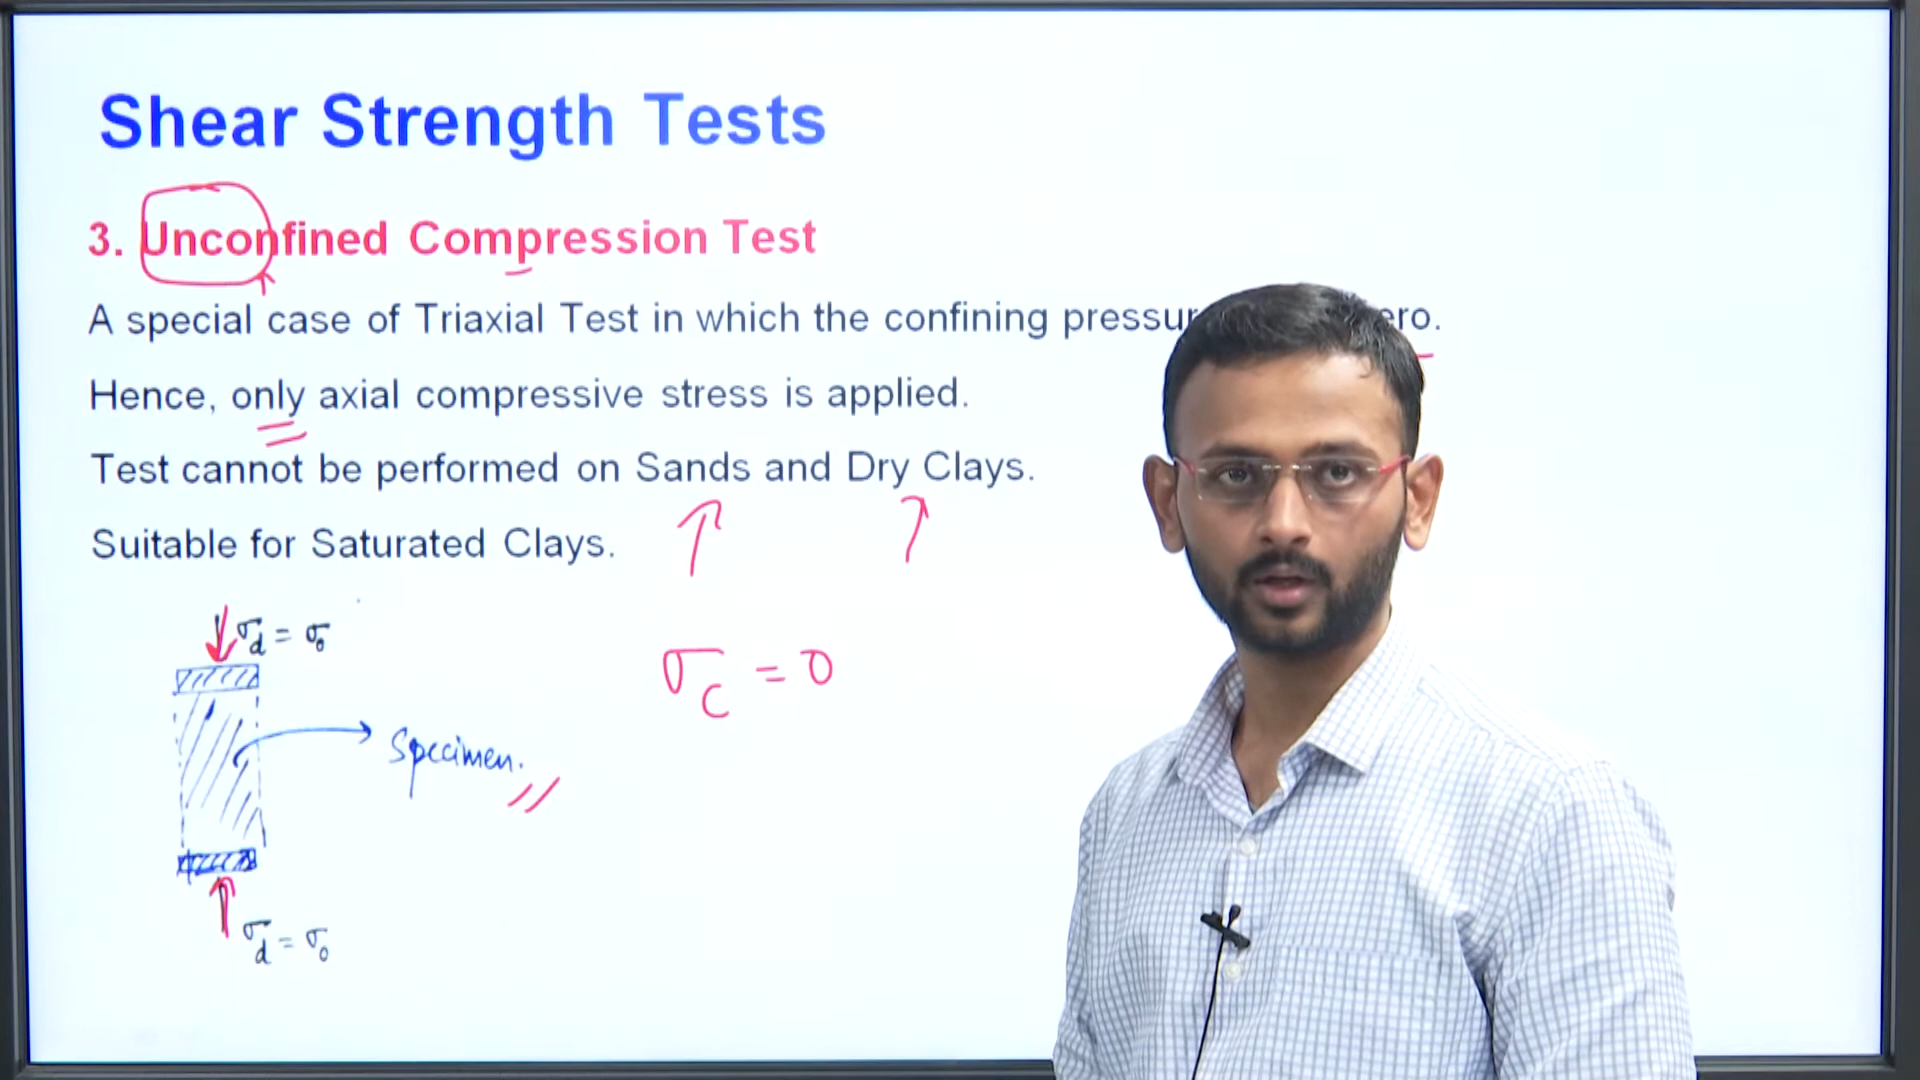 Shear Strength Tests
3. Unconfined Compression Test
A special case of Triaxial Test in which the confining
Hence, only axial compressive stress is applied.
Test cannot be performed on Sands and Dry Clays.
Suitable for Saturated Clays.
σd = σ0
σc = 0
Specimen.
σd = σ0